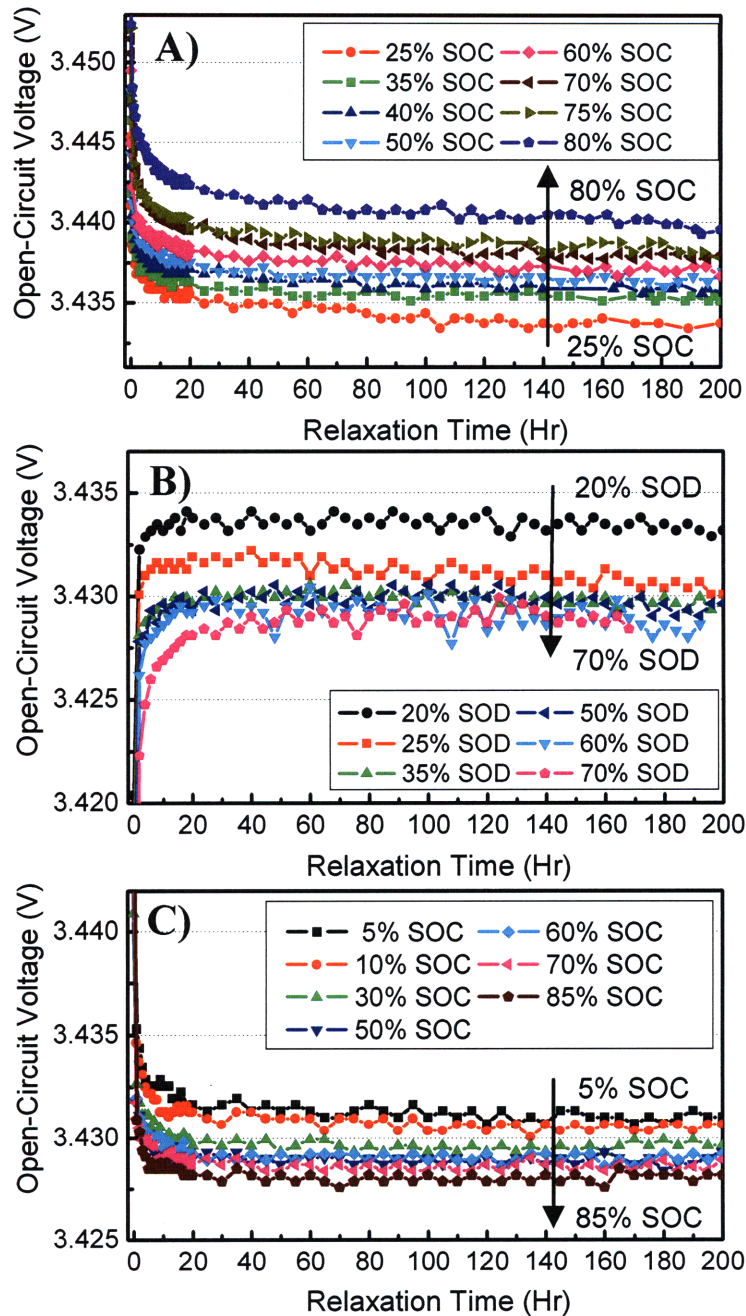 A)
Open-Circuit Voltage (V)
3.450
3.445
3.440
3.435
25% SOC 60% SOC
35% SOC 70% SOC
40% SOC 75% SOC
50% SOC 80% SOC
80% SOC
25% SOC
0 20 40 60 80 100 120 140 160 180 200
Relaxation Time (Hr)
B)
Open-Circuit Voltage (V)
3.435
3.430
3.425
3.420
20% SOD
70% SOD
20% SOD 50% SOD
25% SOD 60% SOD
35% SOD 70% SOD
0 20 40 60 80 100 120 140 160 180 200
Relaxation Time (Hr)
C)
Open-Circuit Voltage (V)
3.440
3.435
3.430
3.425
5% SOC 60% SOC
10% SOC 70% SOC
30% SOC 85% SOC
50% SOC
5% SOC
85% SOC
0 20 40 60 80 100 120 140 160 180 200
Relaxation Time (Hr)